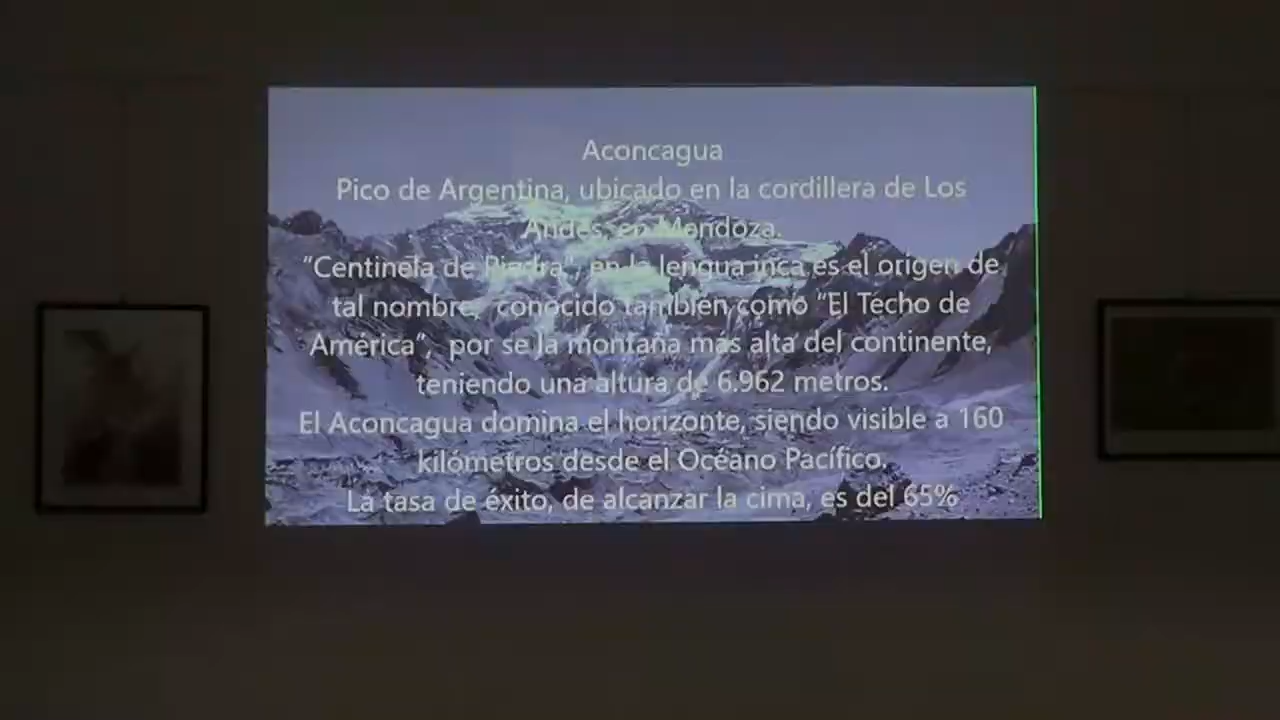 Aconcagua
Pico de Argentina, ubicado en la cordillera de Los
Andes, en Mendoza.
“Centinela de Piedra”, en la lengua inca es el origen de
tal nombre, conocido también como “El Techo de
América”, por se la montaña más alta del continente,
teniendo una altura de 6.962 metros.
El Aconcagua domina el horizonte, siendo visible a 160
kilómetros desde el Océano Pacífico.
La tasa de éxito, de alcanzar la cima, es del 65%